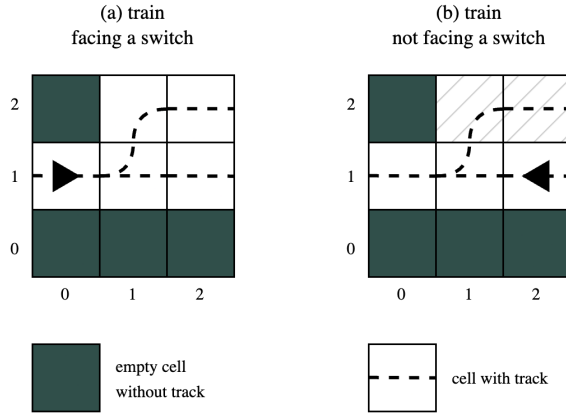 (a) train
facing a switch
(b) train
not facing a switch
2
1
0
0 1 2
2
1
0
0 1 2
empty cell
without track
cell with track